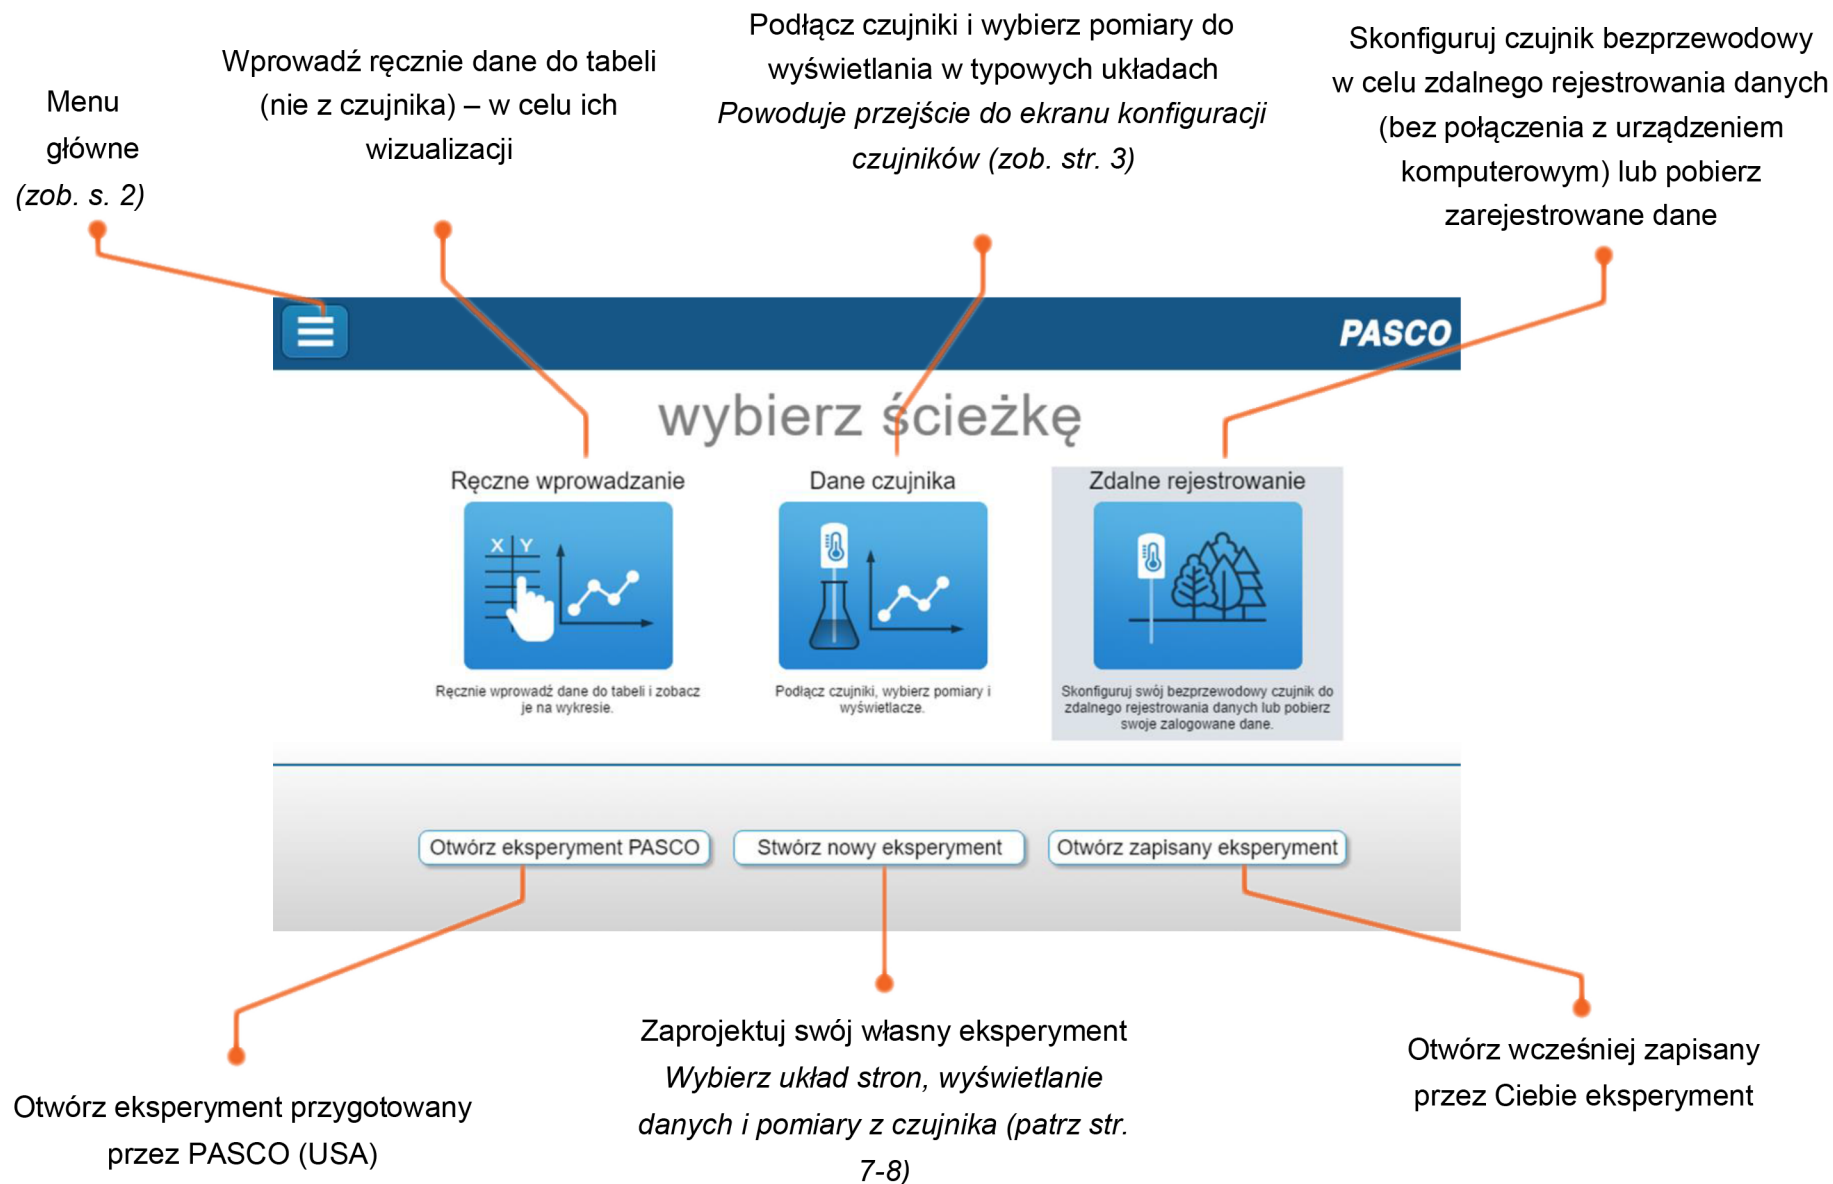 Menu
główne
(zob. s. 2)
Wprowadź ręcznie dane do tabeli
(nie z czujnika) – w celu ich
wizualizacji
Podłącz czujniki i wybierz pomiary do
wyświetlania w typowych układach
Powoduje przejście do ekranu konfiguracji
czujników (zob. str. 3)
Skonfiguruj czujnik bezprzewodowy
w celu zdalnego rejestrowania danych
(bez połączenia z urządzeniem
komputerowym) lub pobierz
zarejestrowane dane
PASCO
wybierz ścieżkę
Ręczne wprowadzanie
X Y
Ręcznie wprowadź dane do tabeli i zobacz
je na wykresie.
Dane czujnika
Podłącz czujniki, wybierz pomiary i
wyświetlacze.
Zdalne rejestrowanie
Skonfiguruj swój bezprzewodowy czujnik do
zdalnego rejestrowania danych lub pobierz
swoje zalogowane dane.
Otwórz eksperyment PASCO
Stwórz nowy eksperyment
Otwórz zapisany eksperyment
Otwórz eksperyment przygotowany
przez PASCO (USA)
Zaprojektuj swój własny eksperyment
Wybierz układ stron, wyświetlanie
danych i pomiary z czujnika (patrz str.
7-8)
Otwórz wcześniej zapisany
przez Ciebie eksperyment